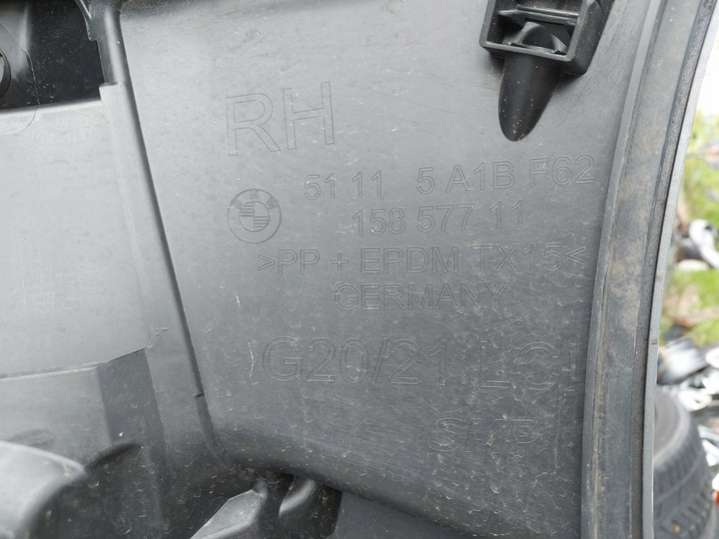 RH
51 11 5 A1B F62
158 577 11
>PP + EPDM TX15<
GERMANY
G20/21 LCI